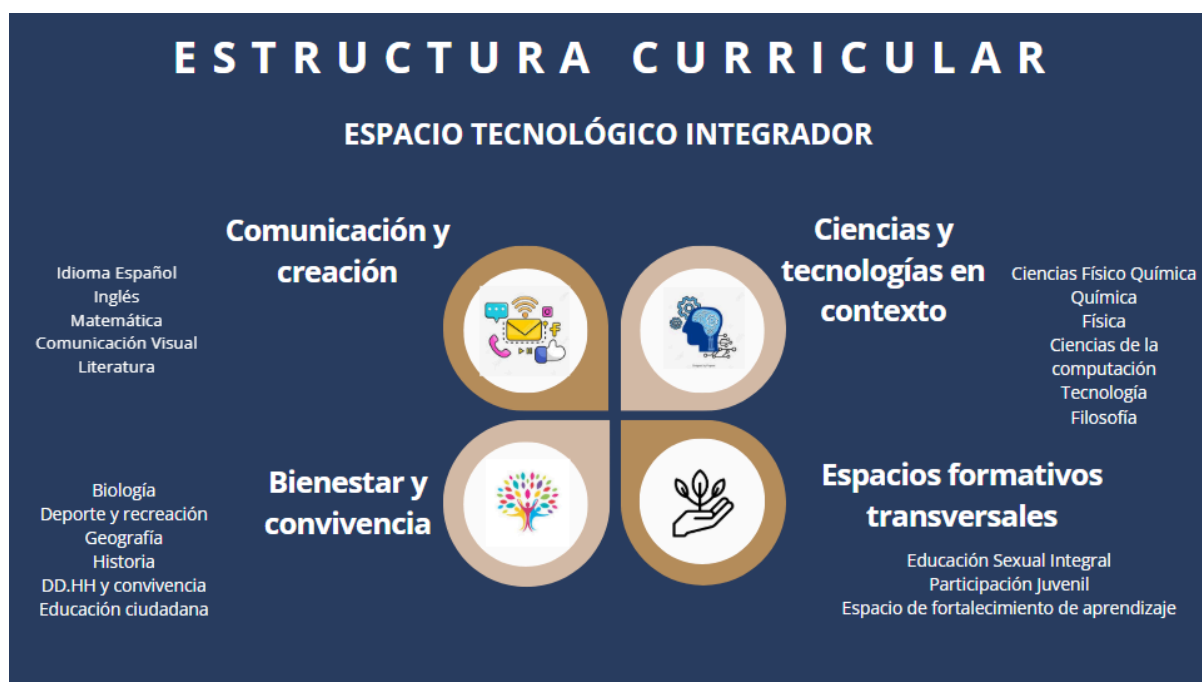 ESTRUCTURA CURRICULAR
ESPACIO TECNOLÓGICO INTEGRADOR
Comunicación y
creación
Idioma Español
Inglés
Matemática
Comunicación Visual
Literatura
Ciencias y
tecnologías en
contexto
Ciencias Físico Química
Química
Física
Ciencias de la
computación
Tecnología
Filosofía
Bienestar y
convivencia
Biología
Deporte y recreación
Geografía
Historia
DD.HH y convivencia
Educación ciudadana
Espacios formativos
transversales
Educación Sexual Integral
Participación Juvenil
Espacio de fortalecimiento de aprendizaje